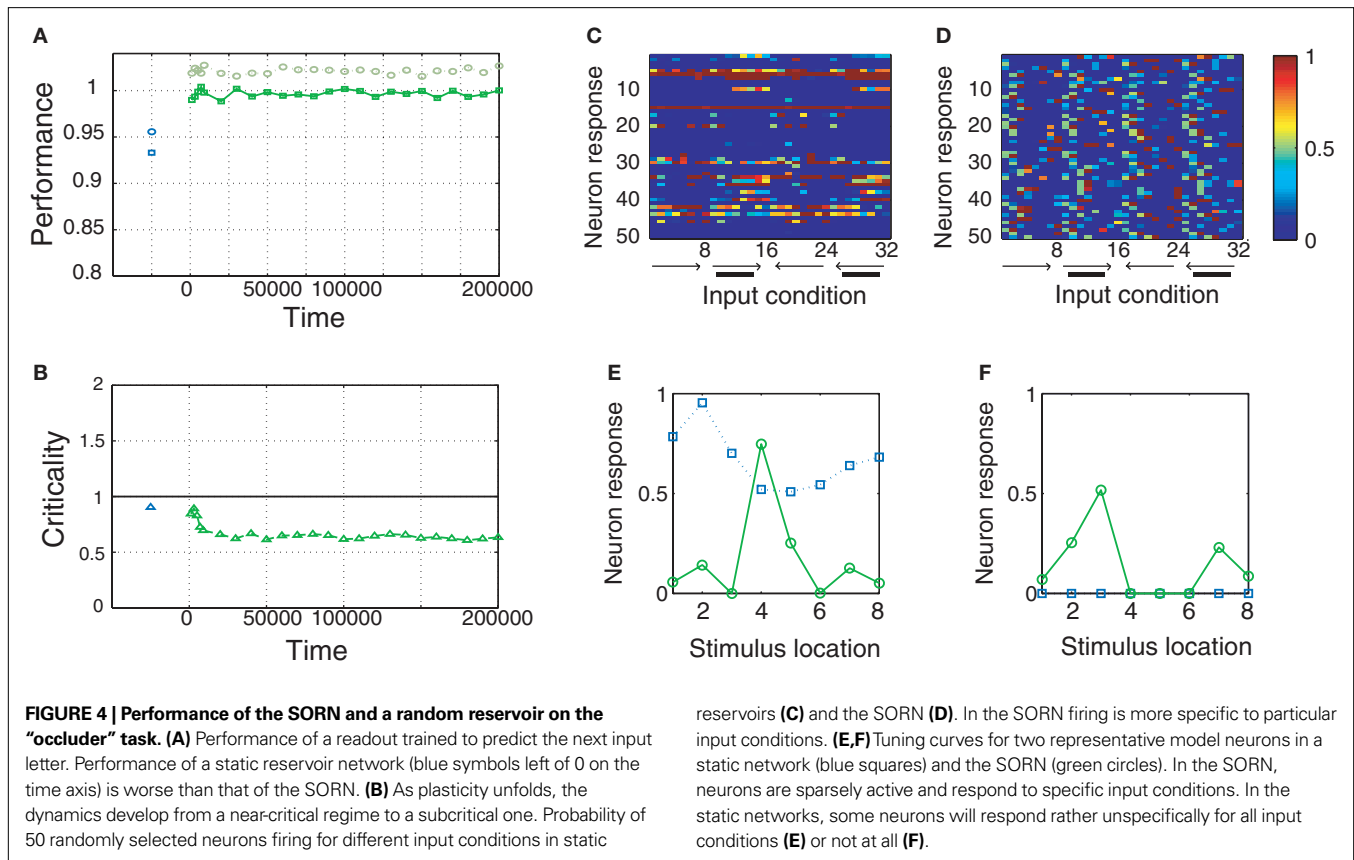 A
Performance
1
0.95
0.9
0.85
0.8
0 50000 100000 200000
Time
B
Criticality
2
1.5
1
0.5
0
0 50000 100000 200000
Time
C
Neuron response
10
20
30
40
50
8 16 24 32
Input condition
D
Neuron response
10
20
30
40
50
8 16 24 32
Input condition
1
0.5
0
E
Neuron response
1
0.5
0
2 4 6 8
Stimulus location
F
Neuron response
1
0.5
0
2 4 6 8
Stimulus location
FIGURE 4 | Performance of the SORN and a random reservoir on the
"occluder" task. (A) Performance of a readout trained to predict the next input
letter. Performance of a static reservoir network (blue symbols left of 0 on the
time axis) is worse than that of the SORN. (B) As plasticity unfolds, the
dynamics develop from a near-critical regime to a subcritical one. Probability of
50 randomly selected neurons firing for different input conditions in static
reservoirs (C) and the SORN (D). In the SORN firing is more specific to particular
input conditions. (E,F) Tuning curves for two representative model neurons in a
static network (blue squares) and the SORN (green circles). In the SORN,
neurons are sparsely active and respond to specific input conditions. In the
static networks, some neurons will respond rather unspecifically for all input
conditions (E) or not at all (F).